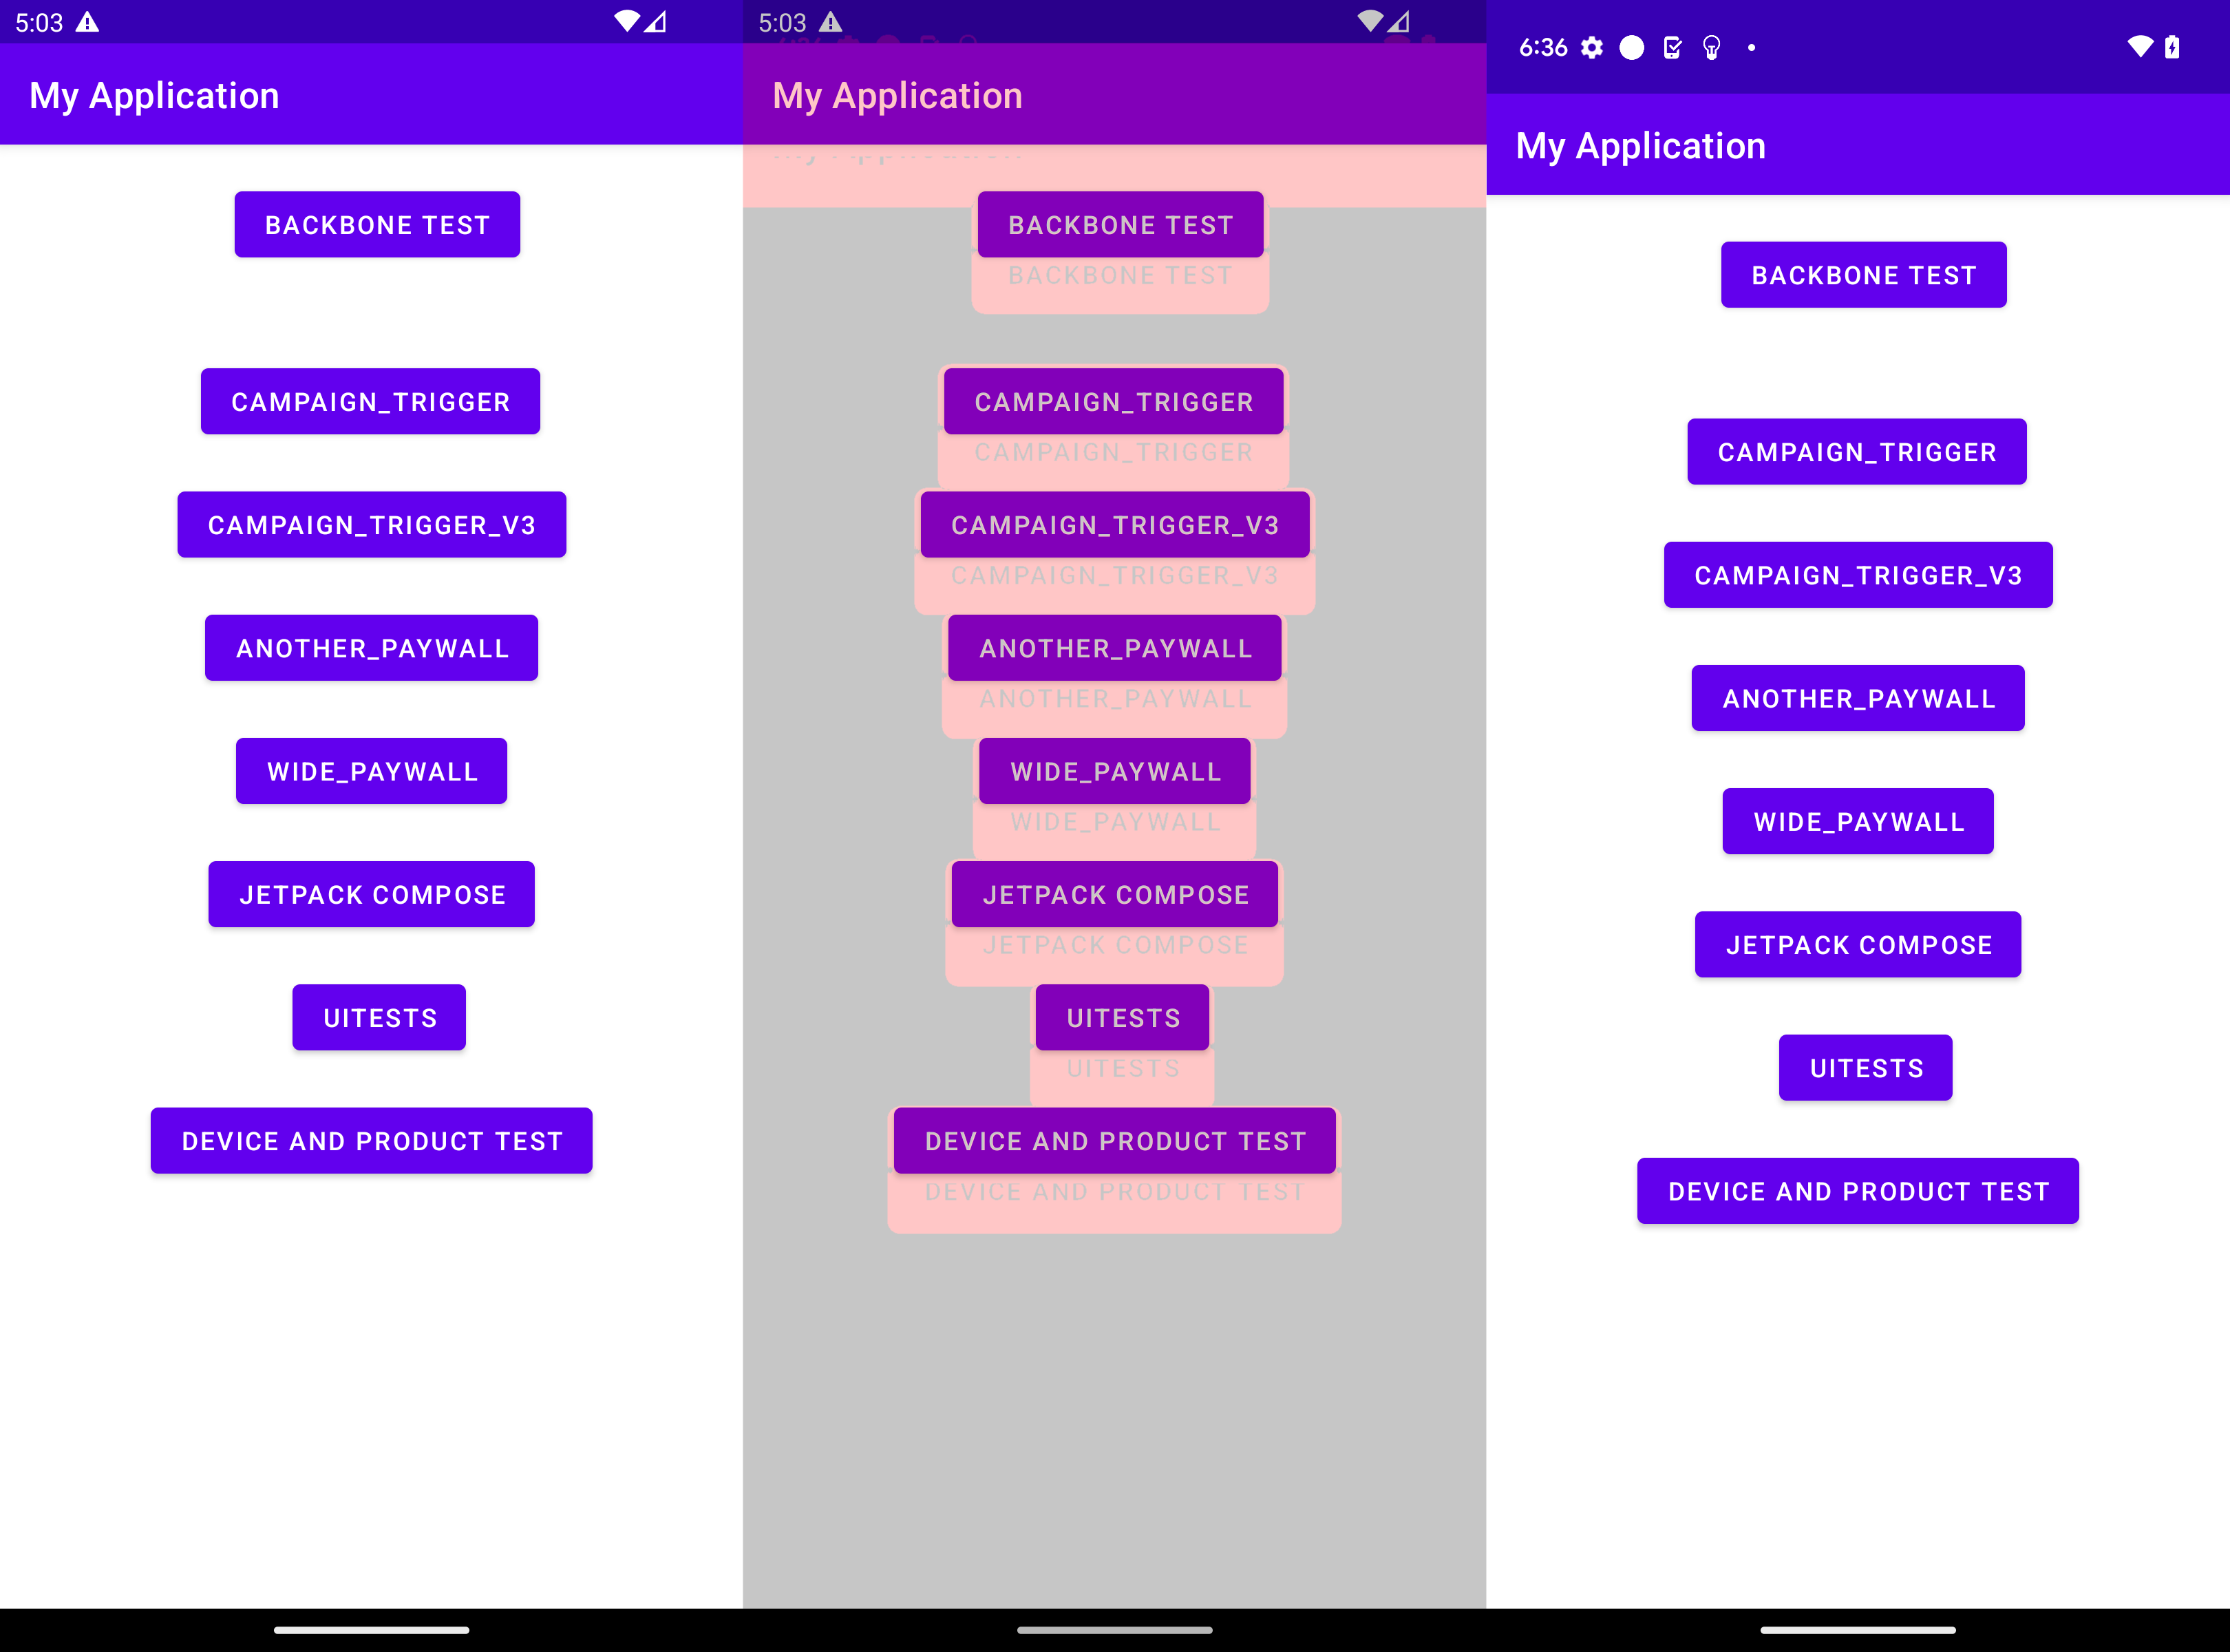 5:03
My Application
BACKBONE TEST
CAMPAIGN_TRIGGER
CAMPAIGN_TRIGGER_V3
ANOTHER_PAYWALL
WIDE_PAYWALL
JETPACK COMPOSE
UITESTS
DEVICE AND PRODUCT TEST
5:03
My Application
My Application
BACKBONE TEST
BACKBONE TEST
CAMPAIGN_TRIGGER
CAMPAIGN_TRIGGER
CAMPAIGN_TRIGGER_V3
CAMPAIGN_TRIGGER_V3
ANOTHER_PAYWALL
ANOTHER_PAYWALL
WIDE_PAYWALL
WIDE_PAYWALL
JETPACK COMPOSE
JETPACK COMPOSE
UITESTS
UITESTS
DEVICE AND PRODUCT TEST
DEVICE AND PRODUCT TEST
6:36
My Application
BACKBONE TEST
CAMPAIGN_TRIGGER
CAMPAIGN_TRIGGER_V3
ANOTHER_PAYWALL
WIDE_PAYWALL
JETPACK COMPOSE
UITESTS
DEVICE AND PRODUCT TEST